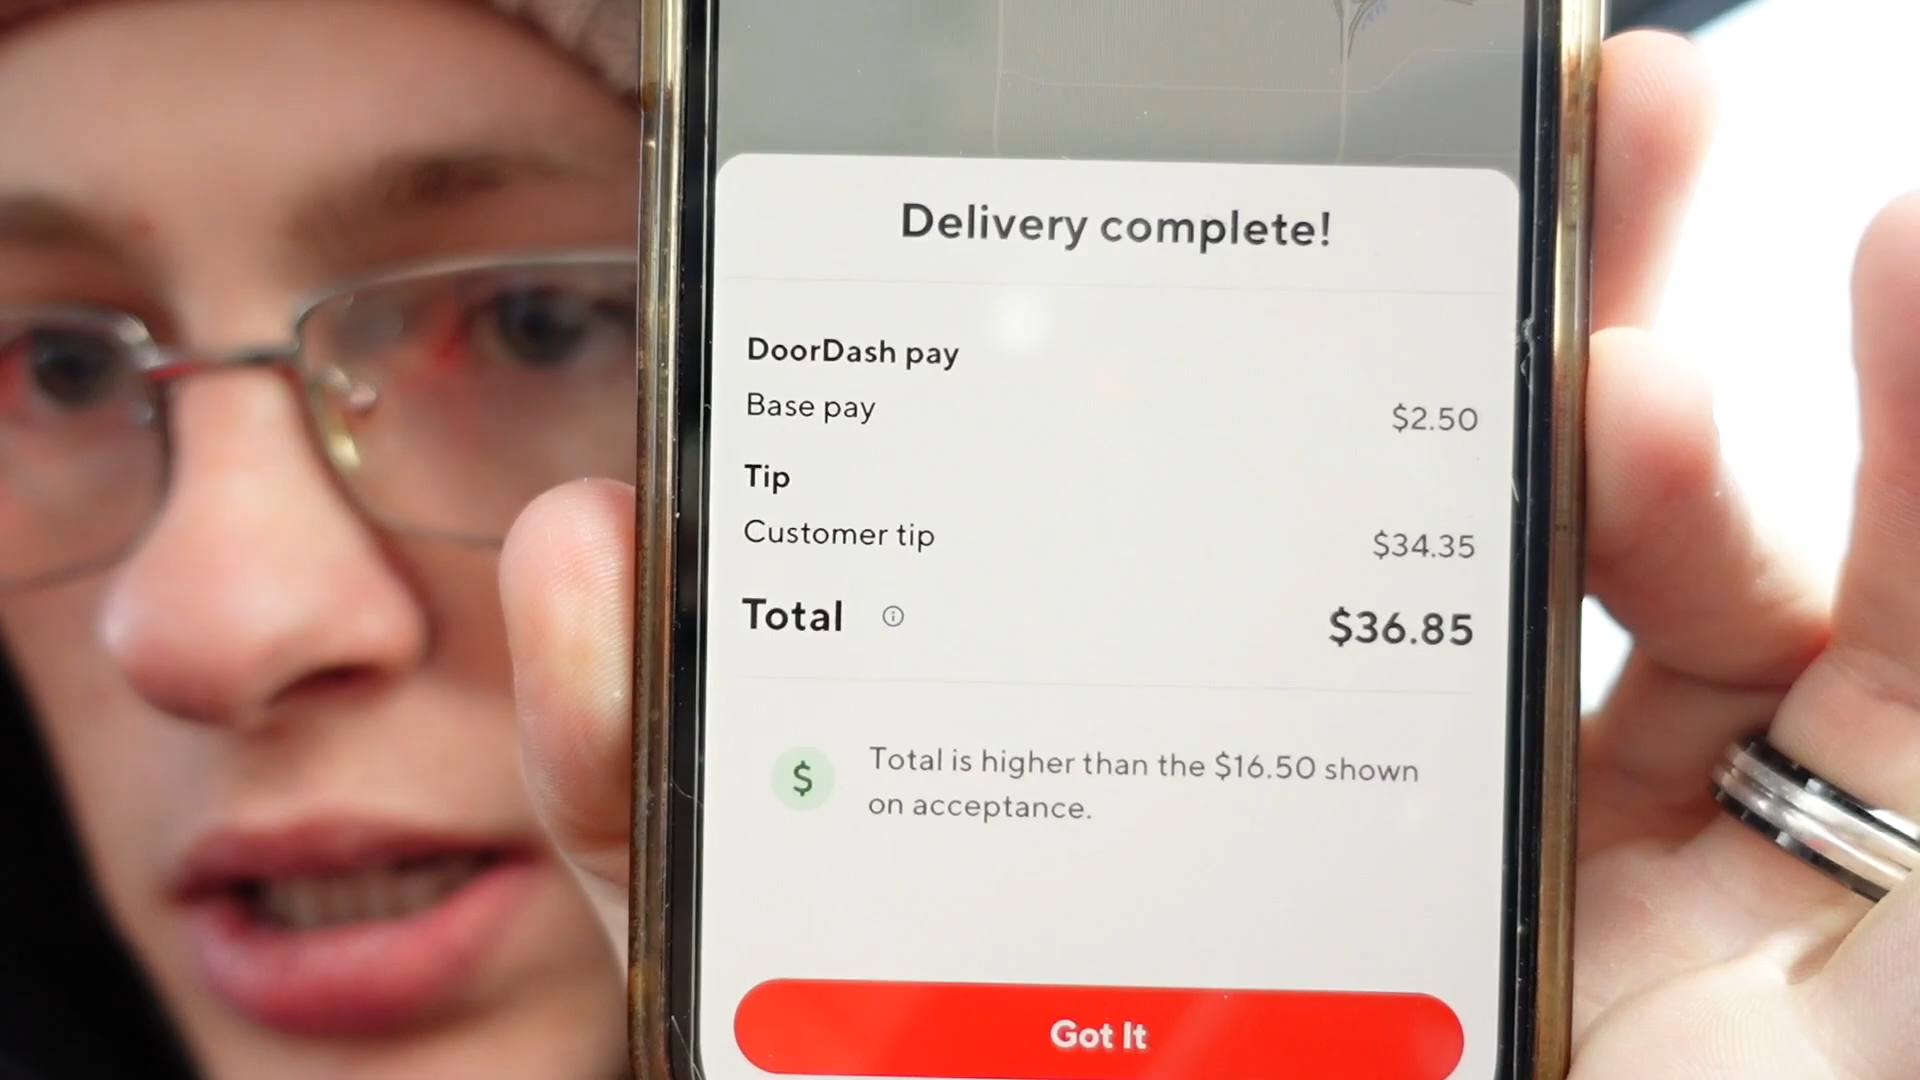 Delivery complete!
DoorDash pay
Base pay $2.50
Tip
Customer tip $34.35
Total $36.85
$ Total is higher than the $16.50 shown
on acceptance.
Got It